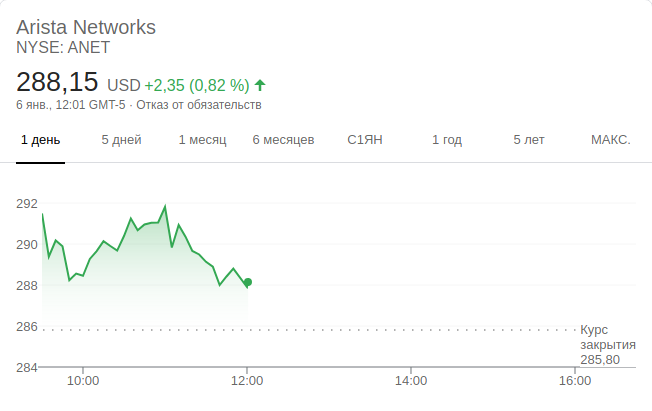 Arista Networks
NYSE: ANET
288,15 USD +2,35 (0,82 %)
6 янв., 12:01 GMT-5 · Отказ от обязательств
1 день 5 дней 1 месяц 6 месяцев С1ЯН 1 год 5 лет МАКС.
292
290
288
286
284
Курс
закрытия
285,80
10:00 12:00 14:00 16:00